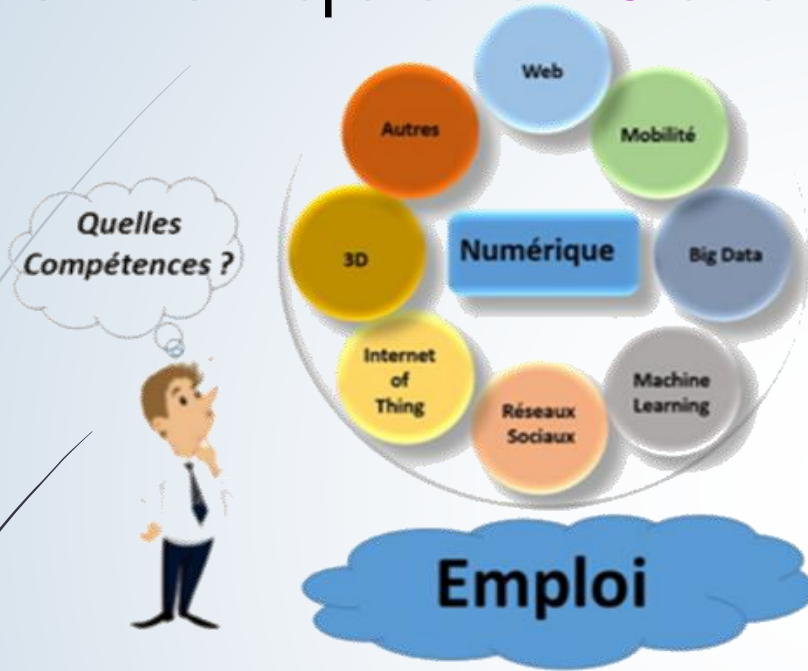 Web
Autres
Mobilité
Quelles
Compétences ?
3D
Numérique
Big Data
Internet
of
Thing
Machine
Learning
Réseaux
Sociaux
Emploi